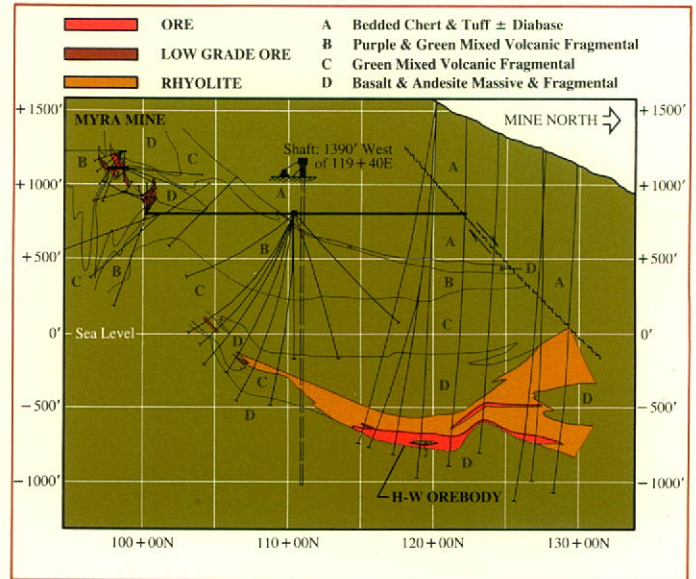 ORE
LOW GRADE ORE
RHYOLITE
A Bedded Chert & Tuff ± Diabase
B Purple & Green Mixed Volcanic Fragmental
C Green Mixed Volcanic Fragmental
D Basalt & Andesite Massive & Fragmental
+1500′
+1000′
+500′
0′
−500′
−1000′
MYRA MINE
MINE NORTH
Shaft: 1390′ West
of 119+40E
Sea Level
H-W OREBODY
A
A
A
A
B
B
B
B
C
C
C
C
C
D
D
D
D
D
D
D
D
+1500′
+1000′
+500′
0′
−500′
−1000′
100+00N
110+00N
120+00N
130+00N